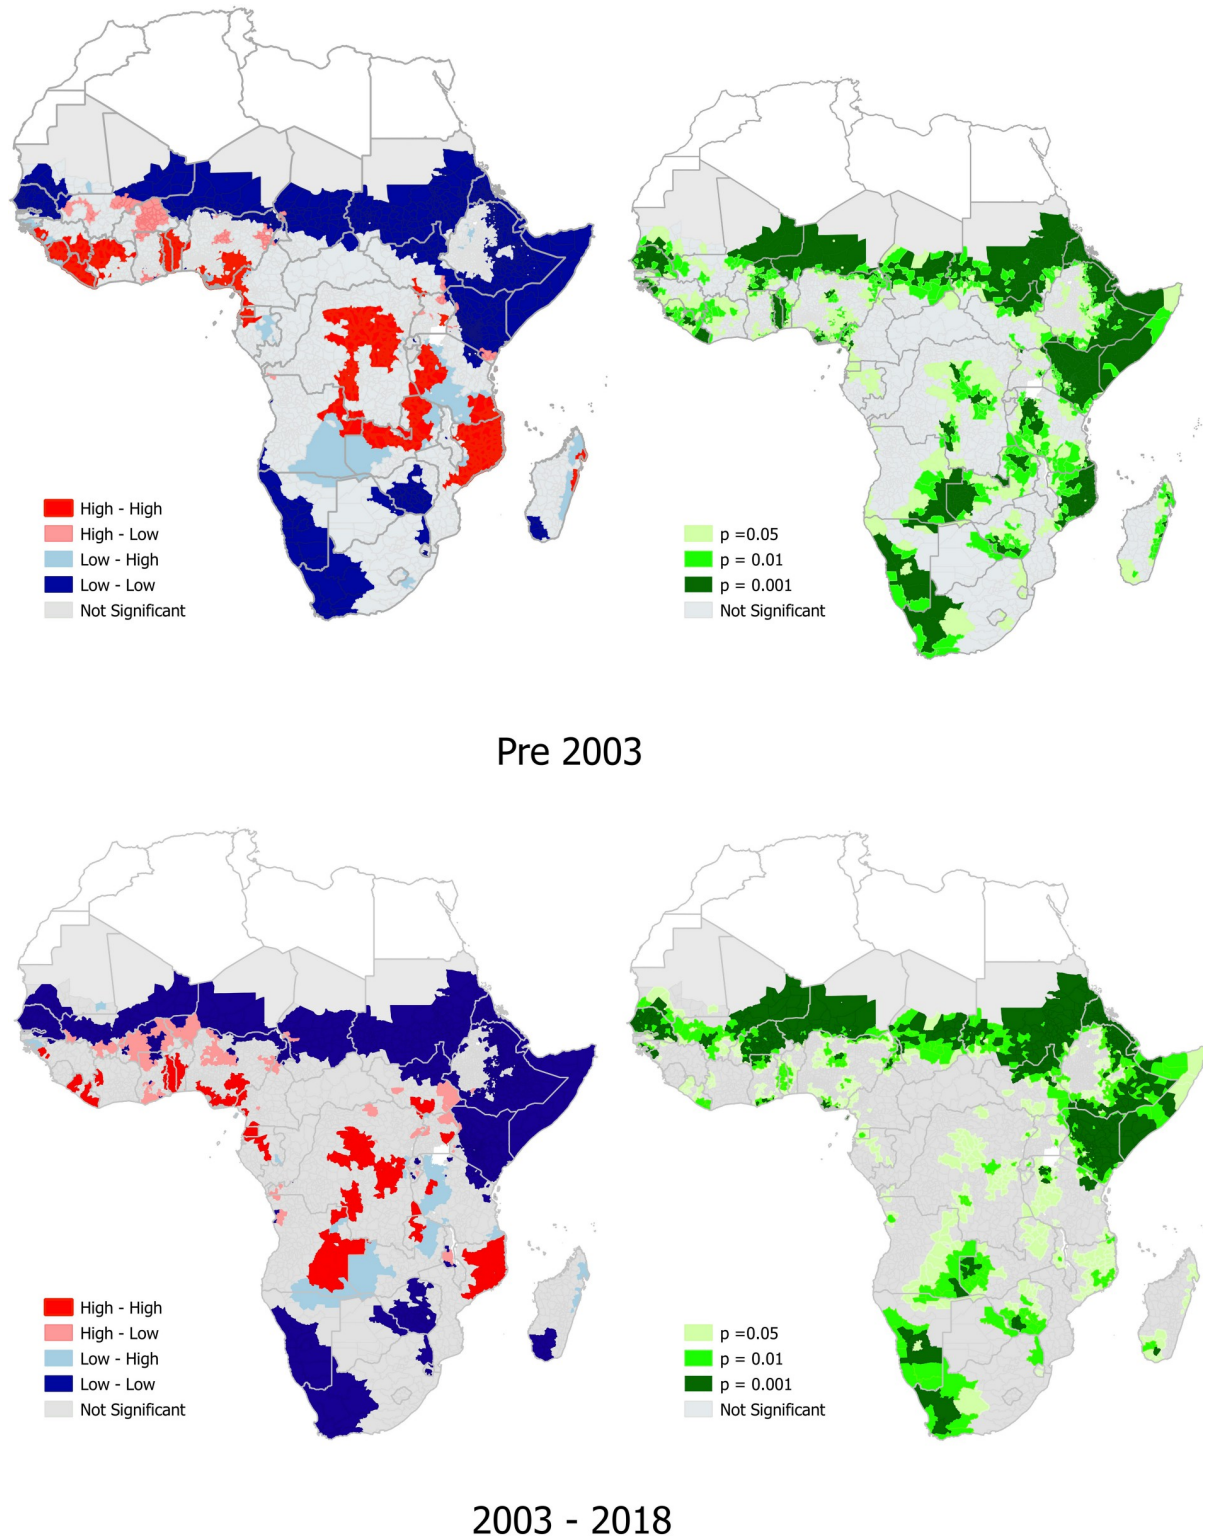 High - High
High - Low
Low - High
Low - Low
Not Significant
p =0.05
p = 0.01
p = 0.001
Not Significant
Pre 2003
High - High
High - Low
Low - High
Low - Low
Not Significant
p =0.05
p = 0.01
p = 0.001
Not Significant
2003 - 2018